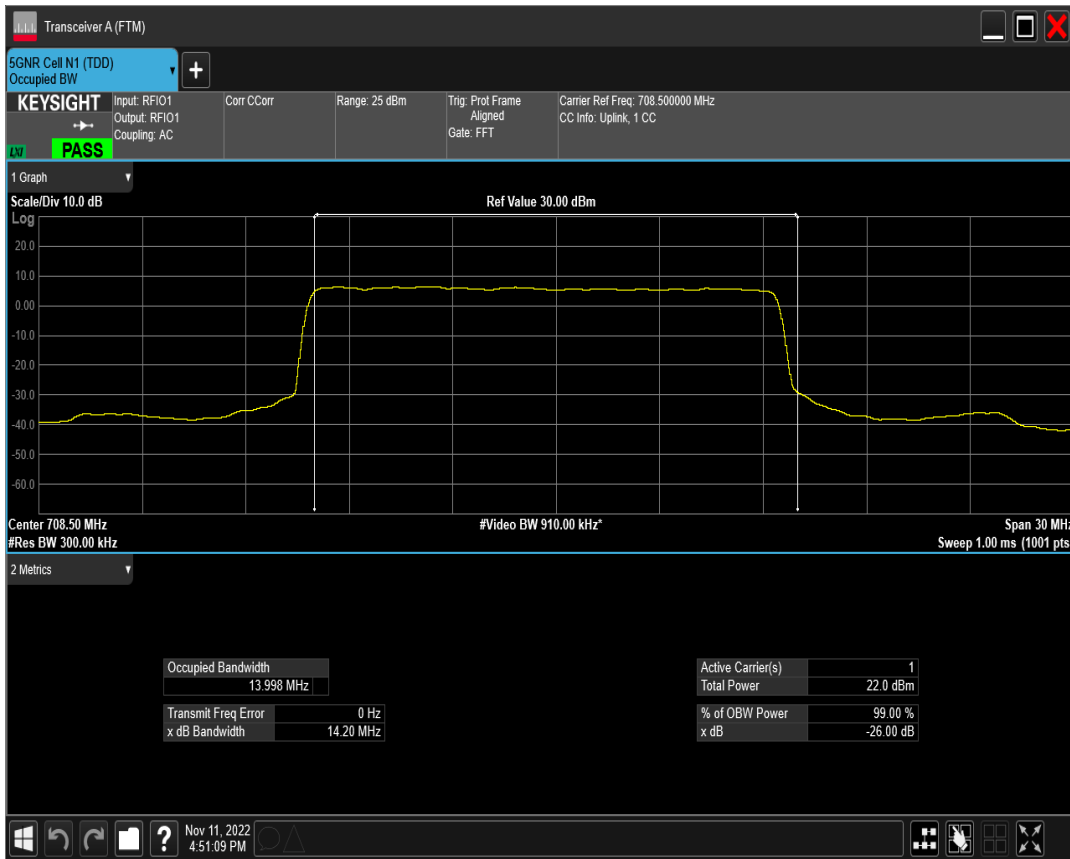 Transceiver A (FTM)
5GNR Cell N1 (TDD)
Occupied BW
+
KEYSIGHT
LXI
PASS
Input: RFIO1
Output: RFIO1
Coupling: AC
Corr CCorr
Range: 25 dBm
Trig: Prot Frame
Aligned
Gate: FFT
Carrier Ref Freq: 708.500000 MHz
CC Info: Uplink, 1 CC
1 Graph
Scale/Div 10.0 dB
Ref Value 30.00 dBm
Log
20.0
10.0
0.00
-10.0
-20.0
-30.0
-40.0
-50.0
-60.0
Center 708.50 MHz
#Video BW 910.00 kHz*
Span 30 MHz
#Res BW 300.00 kHz
Sweep 1.00 ms (1001 pts
2 Metrics
Occupied Bandwidth
13.998 MHz
Transmit Freq Error 0 Hz
x dB Bandwidth 14.20 MHz
Active Carrier(s) 1
Total Power 22.0 dBm
% of OBW Power 99.00 %
x dB -26.00 dB
?
Nov 11, 2022
4:51:09 PM